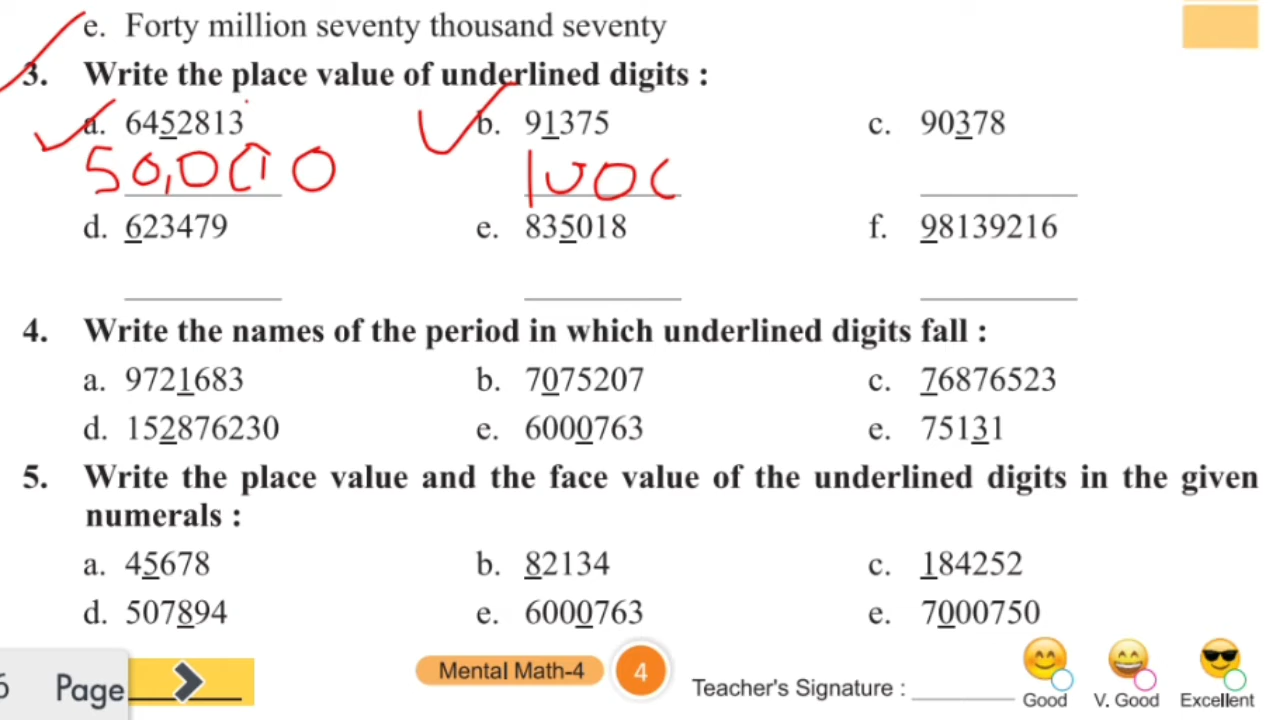 e. Forty million seventy thousand seventy
3. Write the place value of underlined digits :
a. 6452813 b. 91375 c. 90378
50,000 1000
d. 623479 e. 835018 f. 98139216
4. Write the names of the period in which underlined digits fall :
a. 9721683 b. 7075207 c. 76876523
d. 152876230 e. 6000763 e. 75131
5. Write the place value and the face value of the underlined digits in the given
numerals :
a. 45678 b. 82134 c. 184252
d. 507894 e. 6000763 e. 7000750
6 Page
Mental Math-4 4 Teacher's Signature :
Good V. Good Excellent